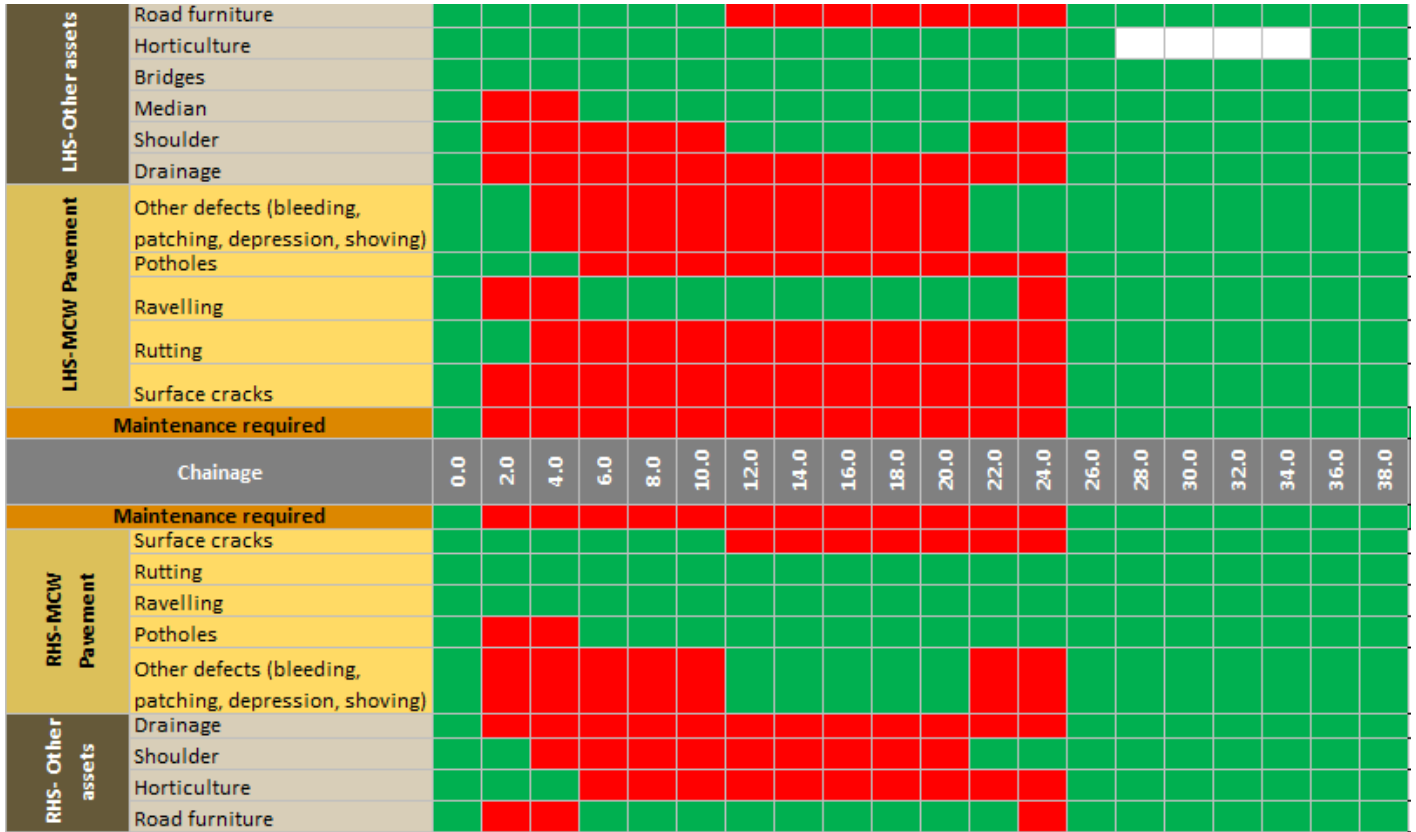 LHS-Other assets
Road furniture
Horticulture
Bridges
Median
Shoulder
Drainage
LHS-MCW Pavement
Other defects (bleeding,
patching, depression, shoving)
Potholes
Ravelling
Rutting
Surface cracks
Maintenance required
Chainage 0.0 2.0 4.0 6.0 8.0 10.0 12.0 14.0 16.0 18.0 20.0 22.0 24.0 26.0 28.0 30.0 32.0 34.0 36.0 38.0
Maintenance required
RHS-MCW
Pavement
Surface cracks
Rutting
Ravelling
Potholes
Other defects (bleeding,
patching, depression, shoving)
RHS- Other
assets
Drainage
Shoulder
Horticulture
Road furniture